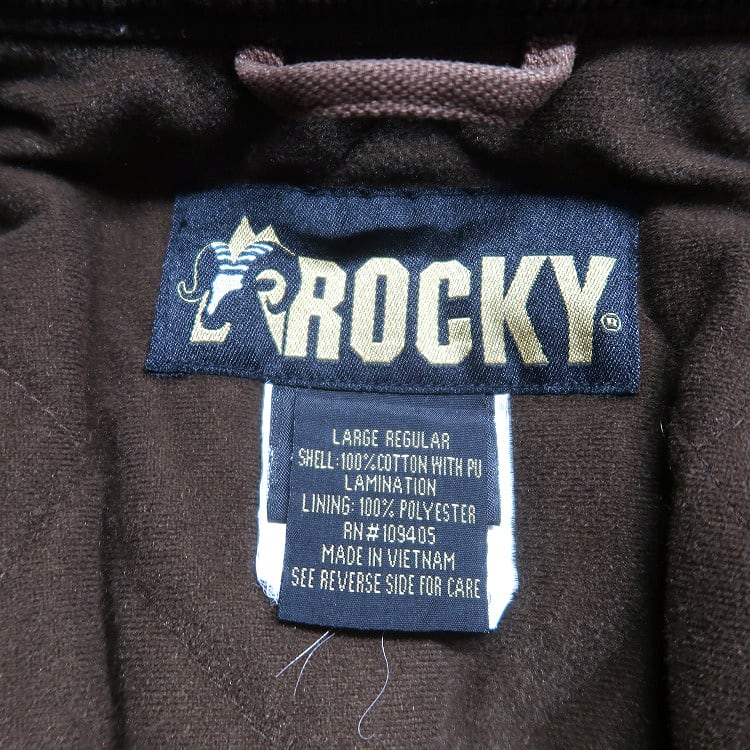 ROCKY®
LARGE REGULAR
SHELL: 100% COTTON WITH PU
LAMINATION
LINING: 100% POLYESTER
RN# 109405
MADE IN VIETNAM
SEE REVERSE SIDE FOR CARE